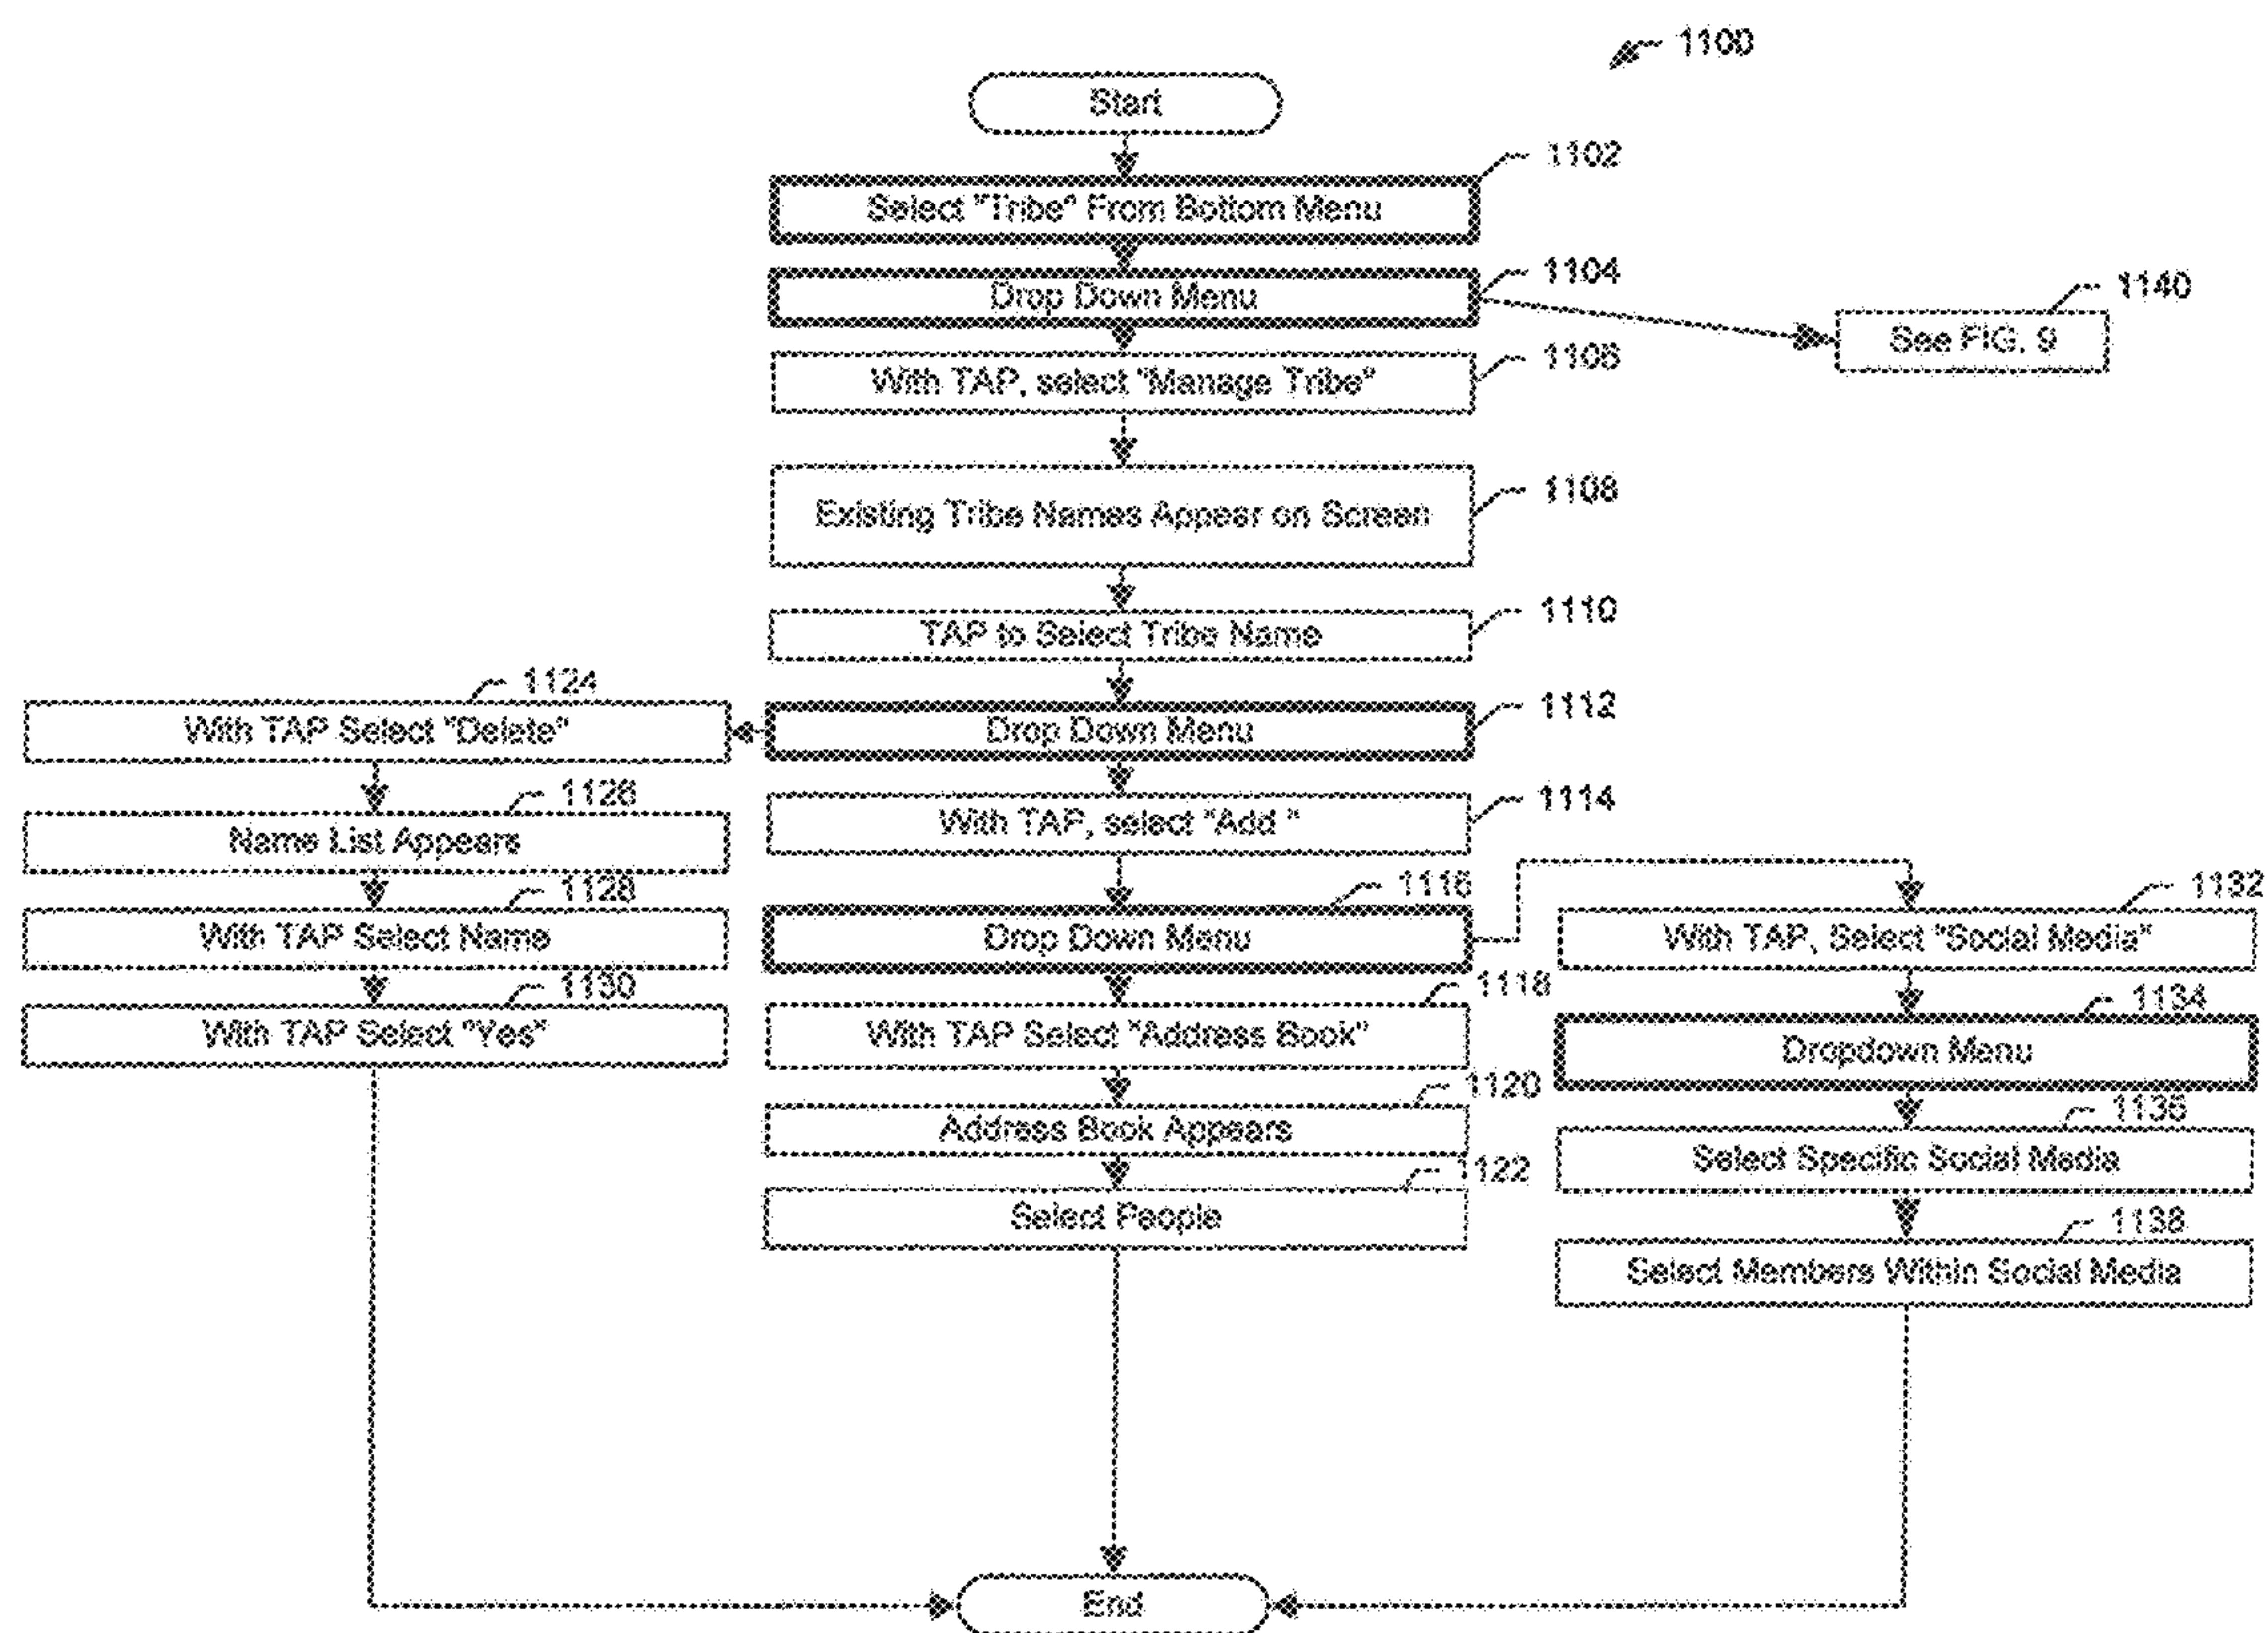 1100
Start
1102
Select "Tribe" From Bottom Menu
1104
Drop Down Menu
1140
See FIG. 9
1106
With TAP, select "Manage Tribe"
1108
Existing Tribe Names Appear on Screen
1110
TAP to Select Tribe Name
1124
With TAP Select "Delete"
1112
Drop Down Menu
1126
Name List Appears
1114
With TAP, select "Add "
1128
With TAP Select Name
1116
Drop Down Menu
1132
With TAP, Select "Social Media"
1130
With TAP Select "Yes"
1118
With TAP Select "Address Book"
1134
Dropdown Menu
1120
Address Book Appears
1136
Select Specific Social Media
1122
Select People
1138
Select Members Within Social Media
End